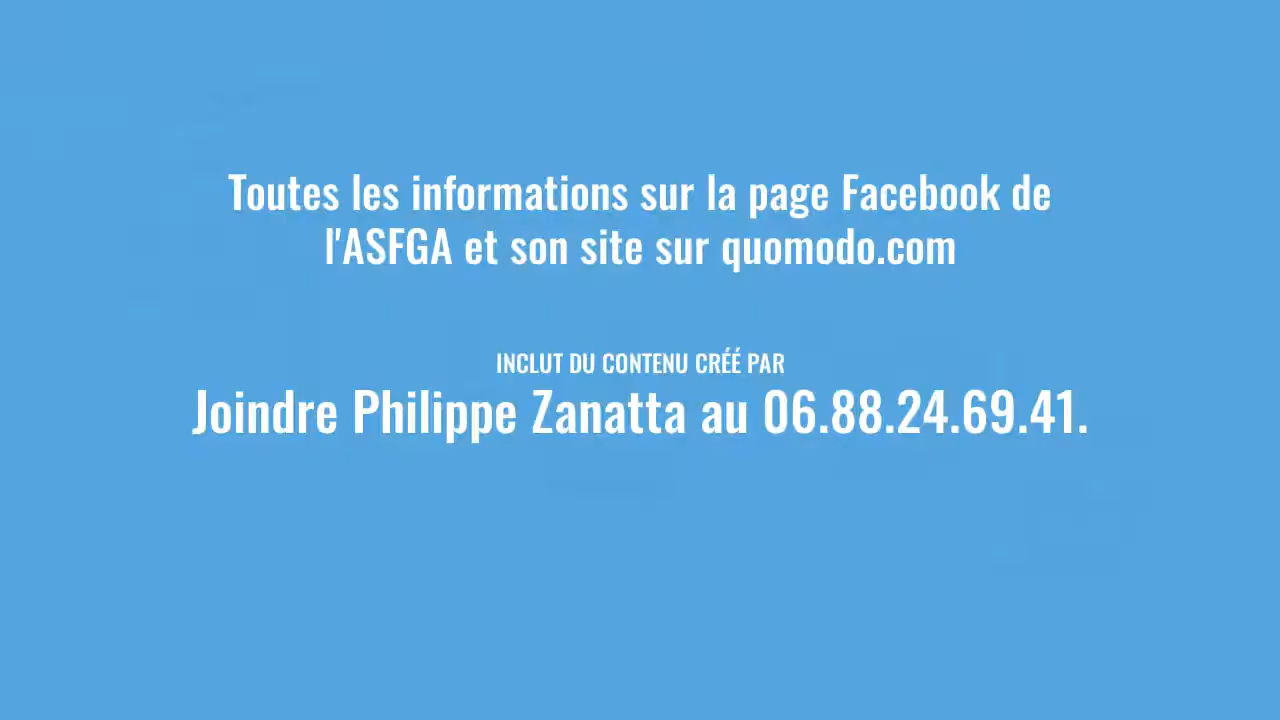 Toutes les informations sur la page Facebook de
l'ASFGA et son site sur quomodo.com
INCLUT DU CONTENU CRÉÉ PAR
Joindre Philippe Zanatta au 06.88.24.69.41.